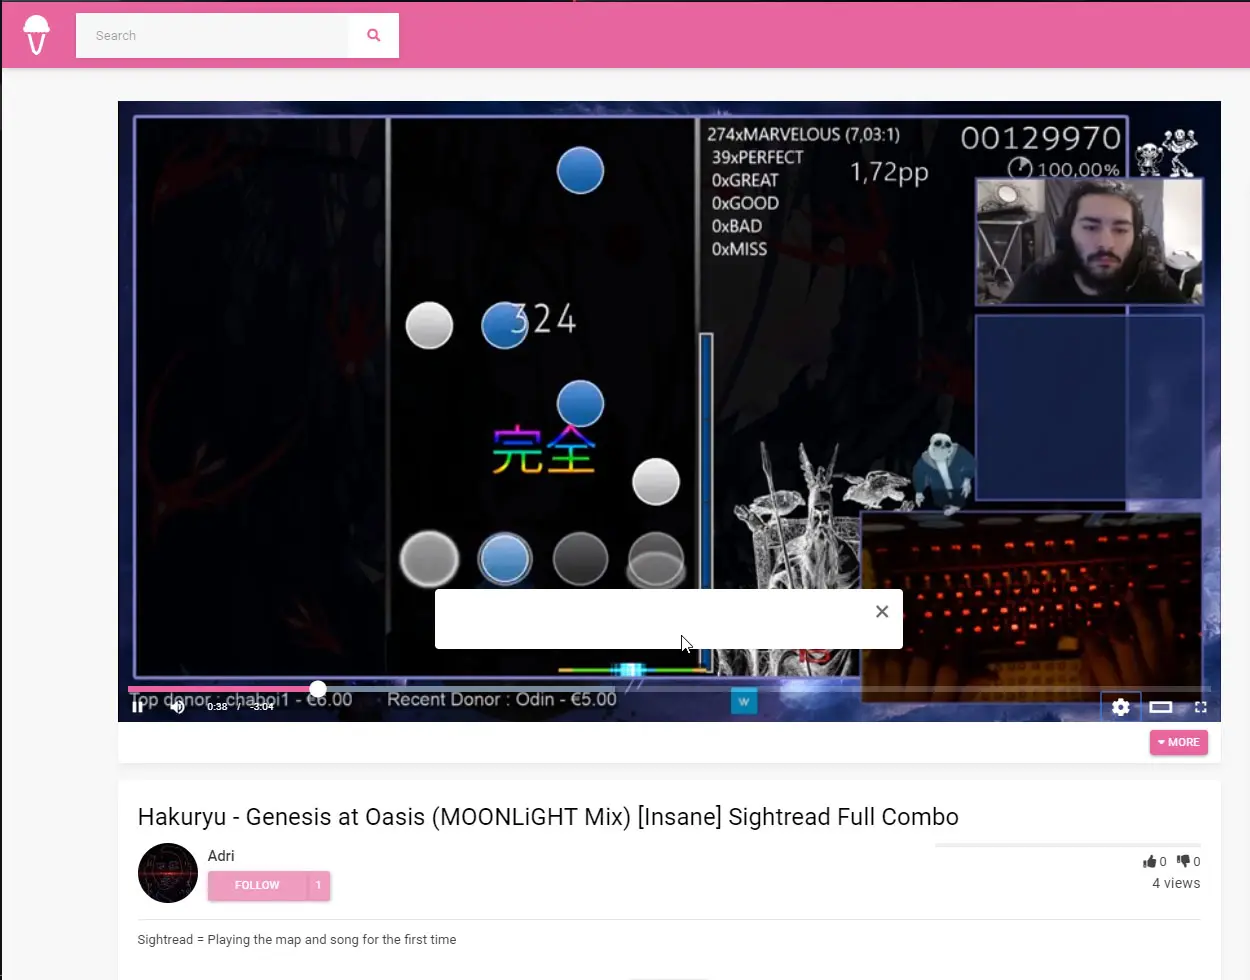 Search
274xMARVELOUS (7,03:1)
39xPERFECT
0xGREAT
0xGOOD
0xBAD
0xMISS
1,72pp
00129970
100,00%
324
完全
Top donor : chaboi1 - €6.00
Recent Donor : Odin - €5.00
W
0:38 / -3:04
MORE
Hakuryu - Genesis at Oasis (MOONLiGHT Mix) [Insane] Sightread Full Combo
Adri
FOLLOW 1
0 0
4 views
Sightread = Playing the map and song for the first time